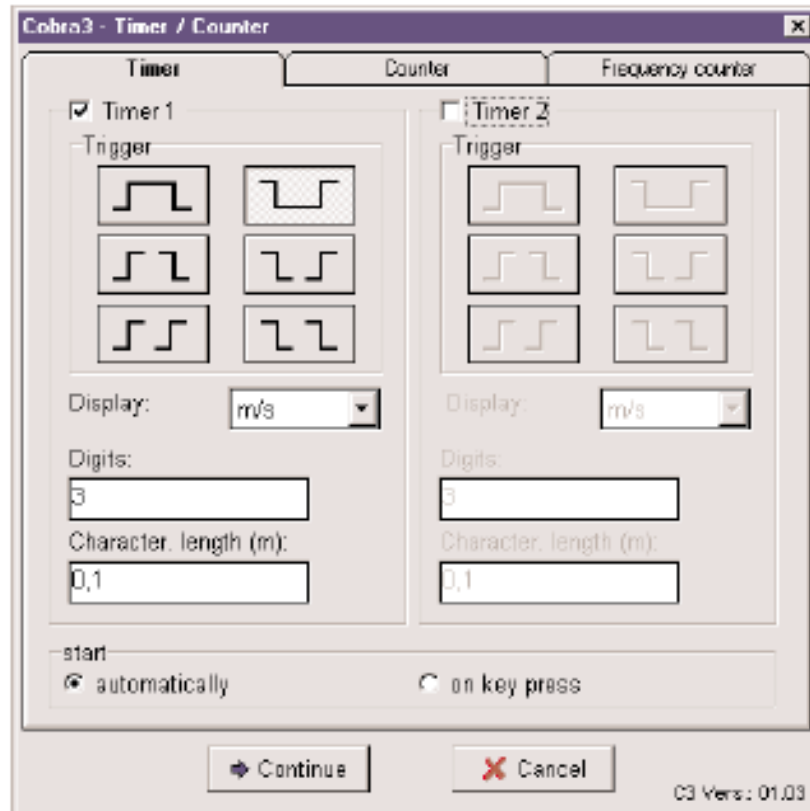 Cobra3 - Timer / Counter
Timer Counter Frequency counter
Timer 1
Trigger
Display: m/s
Digits:
3
Character. length (m):
0,1
Timer 2
Trigger
Display: m/s
Digits:
3
Character. length (m):
0,1
start
automatically on key press
Continue Cancel
C3 Vers.: 01.03